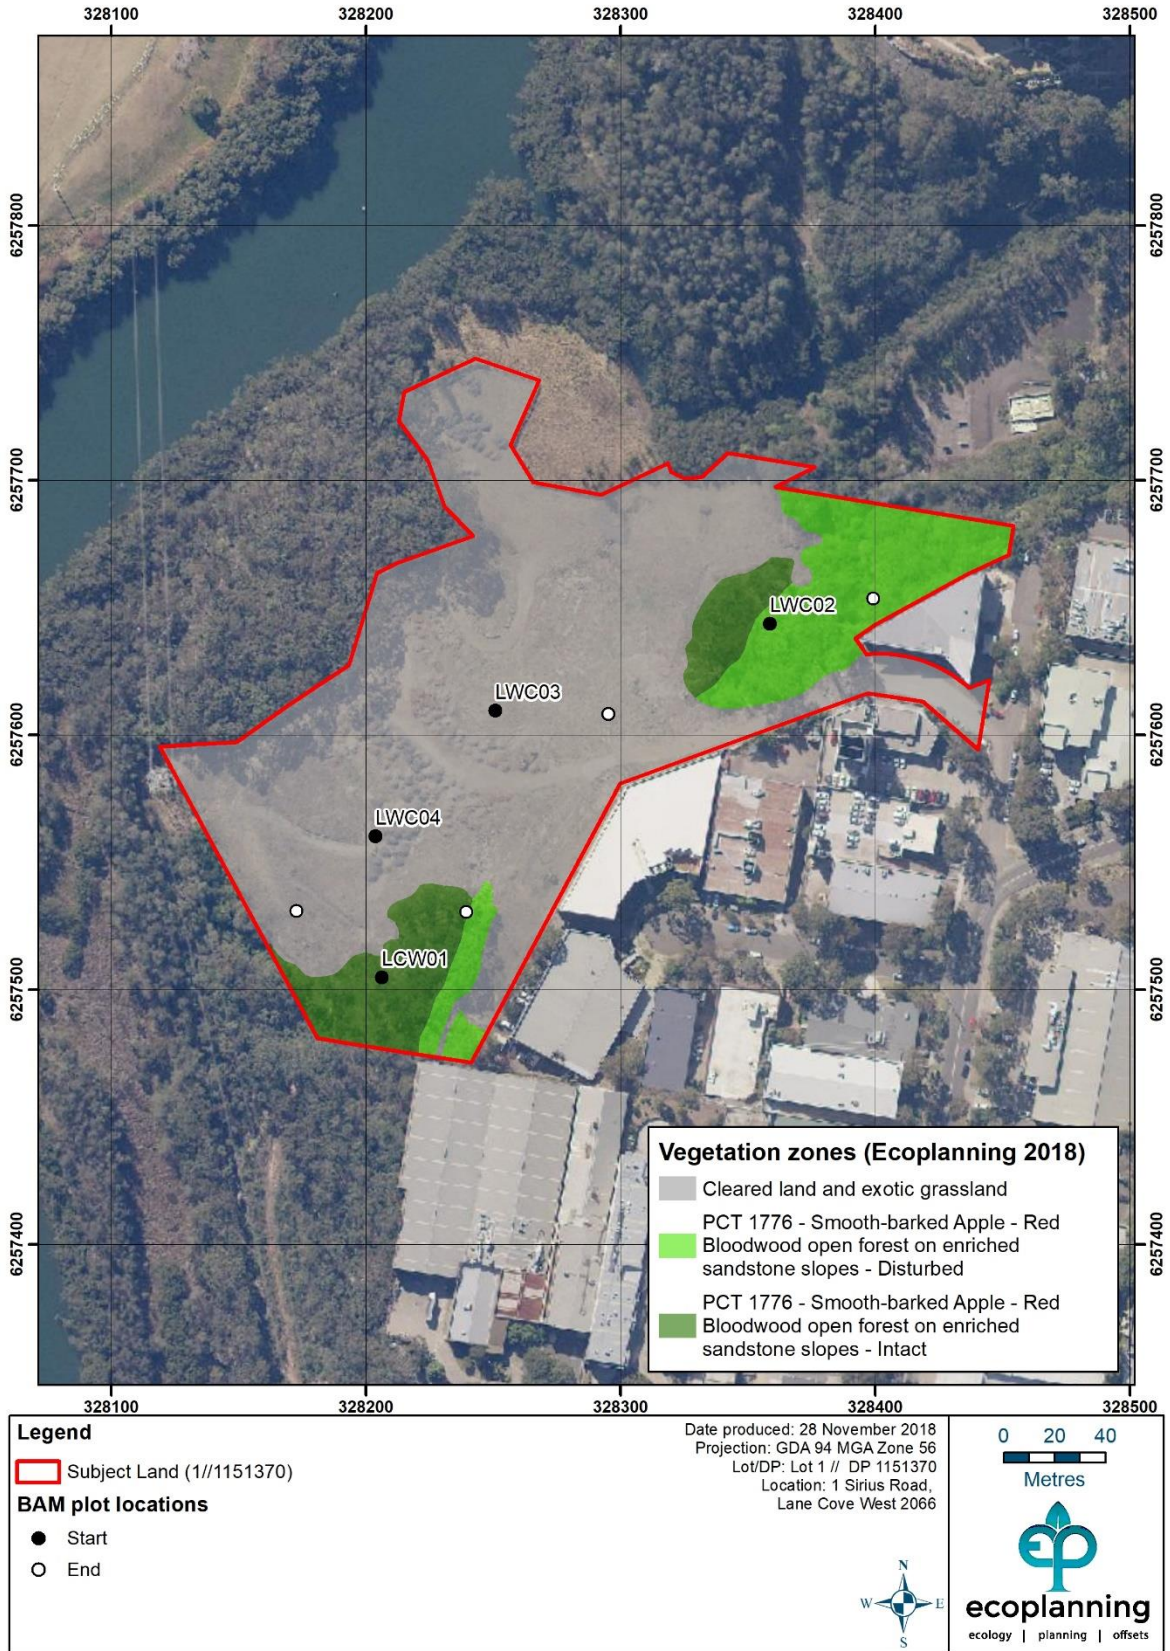 328100 328200 328300 328400 328500
6257800 6257800
6257700 6257700
LWC02
LWC03
6257600 6257600
LWC04
LCW01
6257500 6257500
Vegetation zones (Ecoplanning 2018)
Cleared land and exotic grassland
PCT 1776 - Smooth-barked Apple - Red
Bloodwood open forest on enriched
sandstone slopes - Disturbed
PCT 1776 - Smooth-barked Apple - Red
Bloodwood open forest on enriched
sandstone slopes - Intact
6257400 6257400
328100 328200 328300 328400 328500
Legend
Subject Land (1//1151370)
BAM plot locations
Start
End
Date produced: 28 November 2018
Projection: GDA 94 MGA Zone 56
Lot/DP: Lot 1 // DP 1151370
Location: 1 Sirius Road,
Lane Cove West 2066
N
W E
S
0 20 40
Metres
ep
ecoplanning
ecology | planning | offsets